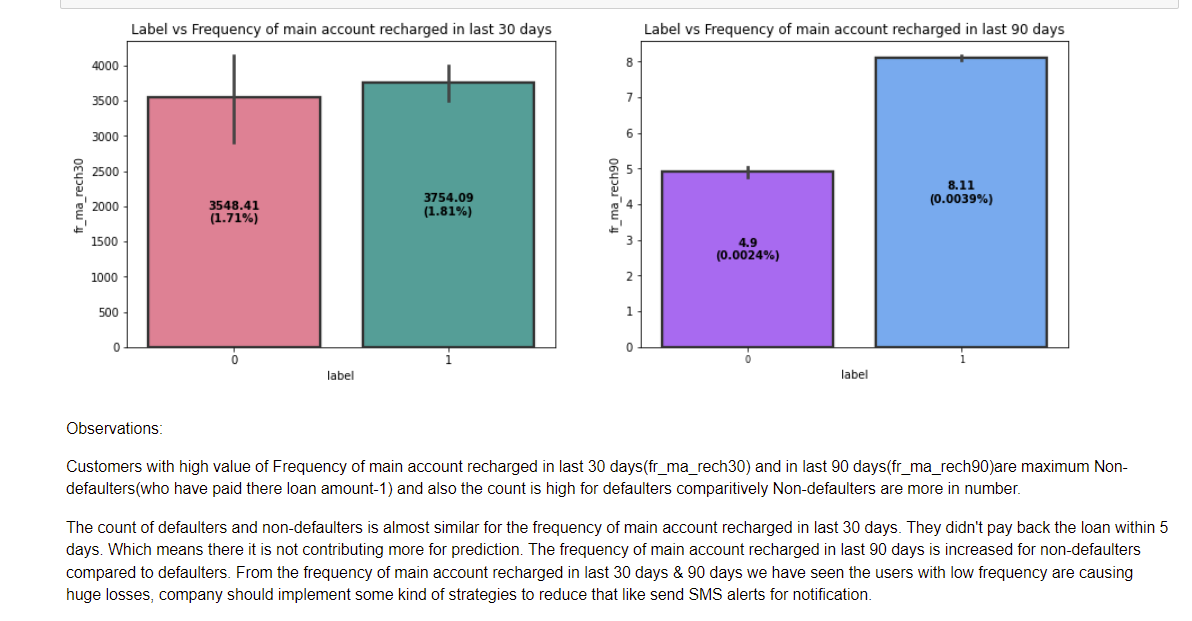 Label vs Frequency of main account recharged in last 30 days
fr_ma_rech30
4000
3500
3000
2500
2000
1500
1000
500
0
3548.41
(1.71%)
3754.09
(1.81%)
0
1
label
Label vs Frequency of main account recharged in last 90 days
fr_ma_rech90
8
7
6
5
4
3
2
1
0
4.9
(0.0024%)
8.11
(0.0039%)
0
1
label
Observations:
Customers with high value of Frequency of main account recharged in last 30 days(fr_ma_rech30) and in last 90 days(fr_ma_rech90)are maximum Non-
defaulters(who have paid there loan amount-1) and also the count is high for defaulters comparitively Non-defaulters are more in number.
The count of defaulters and non-defaulters is almost similar for the frequency of main account recharged in last 30 days. They didn't pay back the loan within 5
days. Which means there it is not contributing more for prediction. The frequency of main account recharged in last 90 days is increased for non-defaulters
compared to defaulters. From the frequency of main account recharged in last 30 days & 90 days we have seen the users with low frequency are causing
huge losses, company should implement some kind of strategies to reduce that like send SMS alerts for notification.